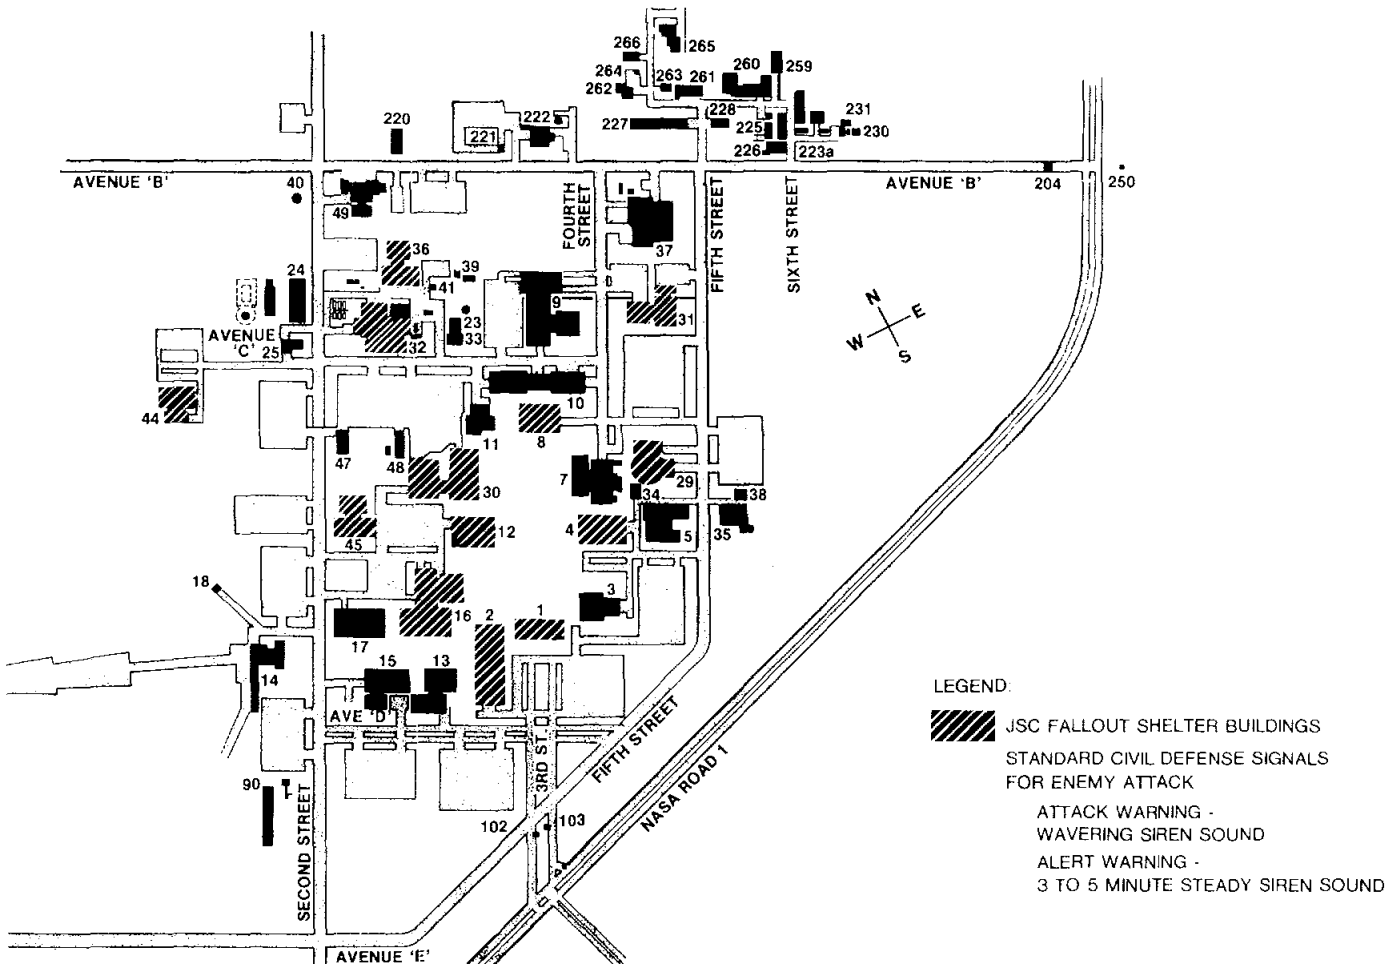 266
265
264
263
261
260
259
262
220
221
222
227
228
225
231
230
226
223a
AVENUE 'B'
40
49
FOURTH
STREET
FIFTH STREET
SIXTH STREET
AVENUE 'B'
204
250
37
36
24
39
41
9
31
23
33
32
N
E
W
S
AVENUE
'C'
25
10
44
11
8
47
48
30
7
29
34
38
45
12
4
5
35
18
3
16
2
1
17
14
15
13
AVE 'D'
90
3RD ST.
FIFTH STREET
NASA ROAD 1
102
103
SECOND STREET
AVENUE 'E'
LEGEND:
JSC FALLOUT SHELTER BUILDINGS
STANDARD CIVIL DEFENSE SIGNALS
FOR ENEMY ATTACK
ATTACK WARNING -
WAVERING SIREN SOUND
ALERT WARNING -
3 TO 5 MINUTE STEADY SIREN SOUND